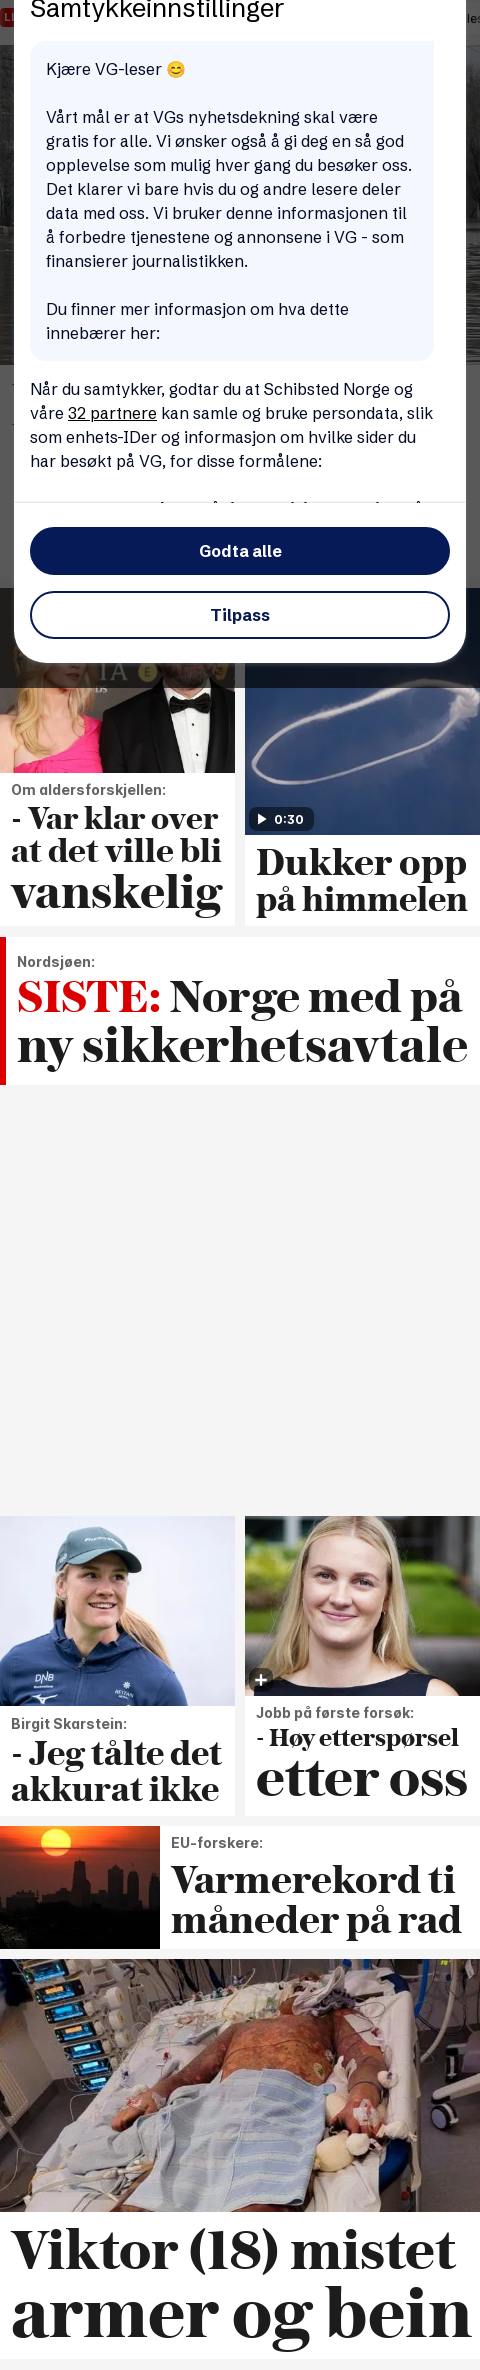 Samtykkeinnstillinger
Kjære VG-leser 😊
Vårt mål er at VGs nyhetsdekning skal være
gratis for alle. Vi ønsker også å gi deg en så god
opplevelse som mulig hver gang du besøker oss.
Det klarer vi bare hvis du og andre lesere deler
data med oss. Vi bruker denne informasjonen til
å forbedre tjenestene og annonsene i VG - som
finansierer journalistikken.
Du finner mer informasjon om hva dette
innebærer her:
Når du samtykker, godtar du at Schibsted Norge og
våre 32 partnere kan samle og bruke persondata, slik
som enhets-IDer og informasjon om hvilke sider du
har besøkt på VG, for disse formålene:
Godta alle
Tilpass
Om aldersforskjellen:
- Var klar over
at det ville bli
vanskelig
0:30
Dukker opp
på himmelen
Nordsjøen:
SISTE: Norge med på
ny sikkerhetsavtale
DNB
Birgit Skarstein:
- Jeg tålte det
akkurat ikke
Jobb på første forsøk:
- Høy etterspørsel
etter oss
EU-forskere:
Varmerekord ti
måneder på rad
Viktor (18) mistet
armer og bein